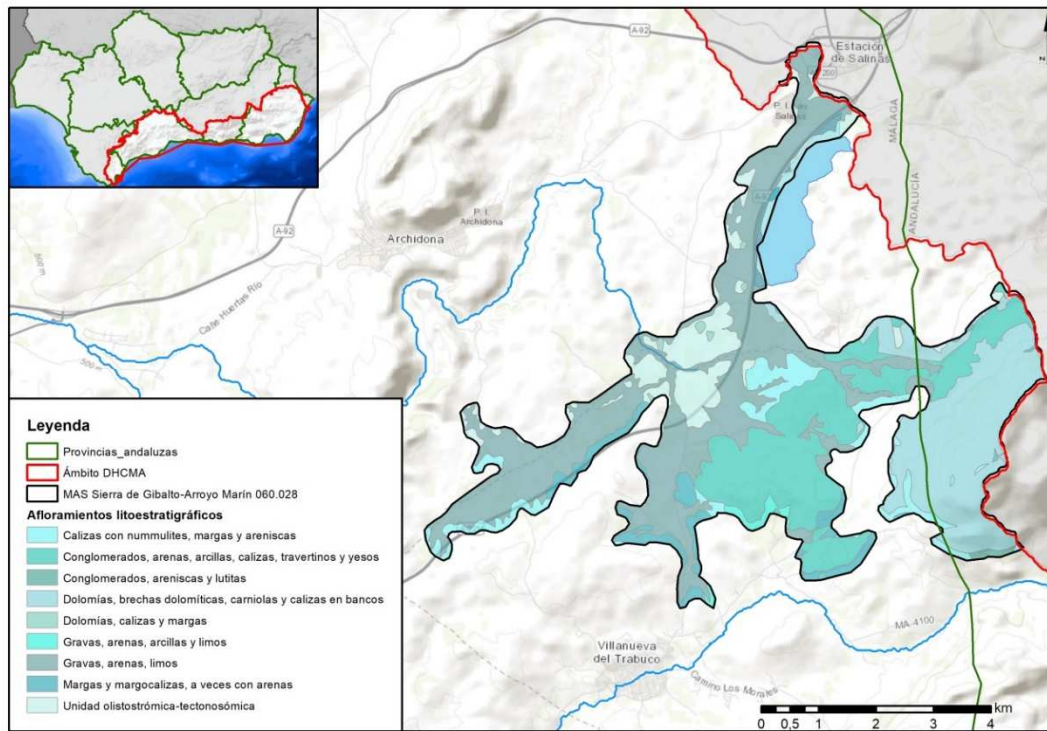 A-92
Estación
de Salinas
200
N
P. I. Las
Salinas
MÁLAGA
ANDALUCÍA
A-92
P. I.
Archidona
A-92
Archidona
600 m
Calle Huertas Río
500 m
Leyenda
Provincias_andaluzas
Ámbito DHCMA
MAS Sierra de Gibalto-Arroyo Marín 060.028
Afloramientos litoestratigráficos
Calizas con nummulites, margas y areniscas
Conglomerados, arenas, arcillas, calizas, travertinos y yesos
Conglomerados, areniscas y lutitas
Dolomías, brechas dolomíticas, carniolas y calizas en bancos
Dolomías, calizas y margas
Gravas, arenas, arcillas y limos
Gravas, arenas, limos
Margas y margocalizas, a veces con arenas
Unidad olistostrómica-tectonosómica
MA-4100
Villanueva
del Trabuco
Camino Los Morales
km
0 0,5 1 2 3 4